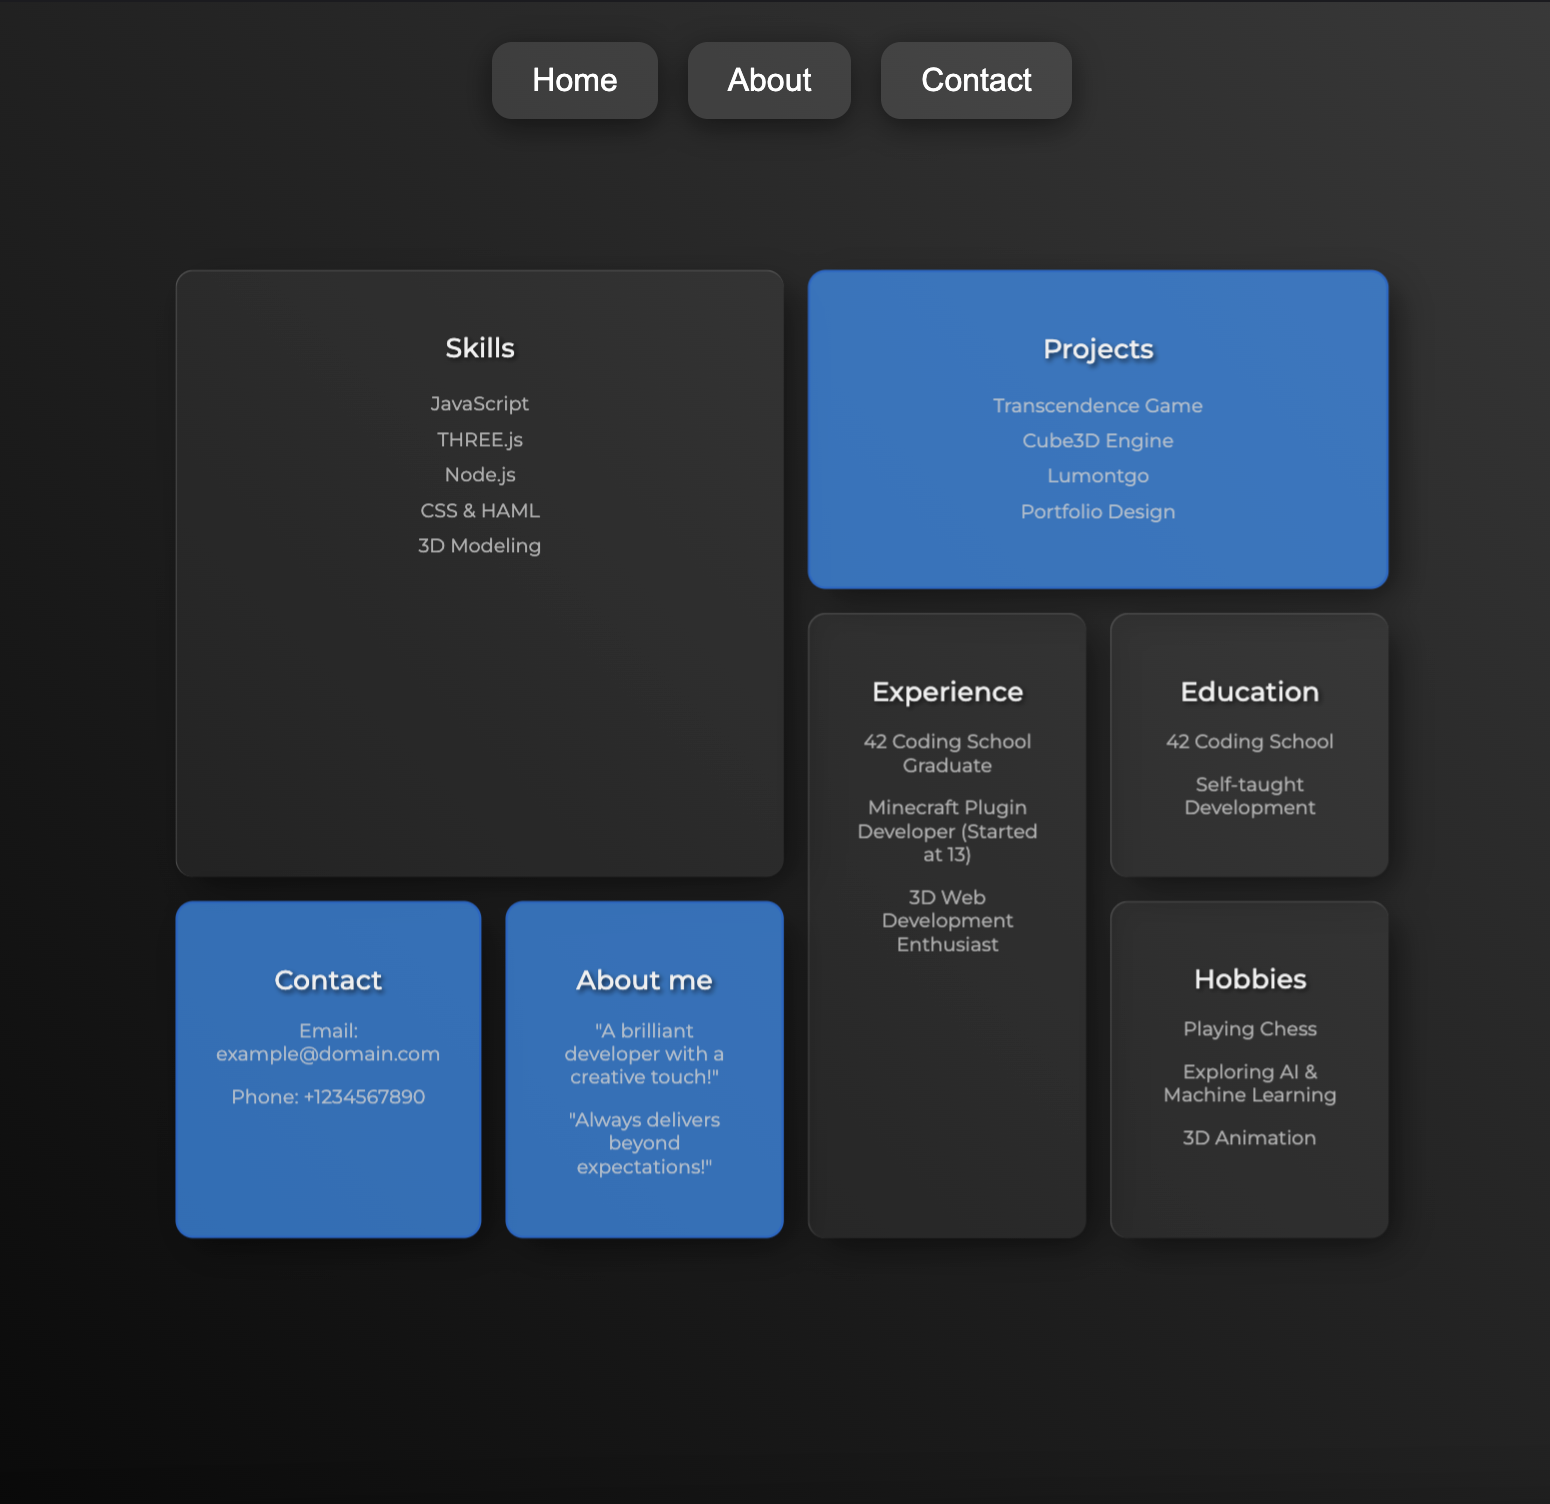 Home
About
Contact
Skills
JavaScript
THREE.js
Node.js
CSS & HAML
3D Modeling
Projects
Transcendence Game
Cube3D Engine
Lumontgo
Portfolio Design
Experience
42 Coding School
Graduate
Minecraft Plugin
Developer (Started
at 13)
3D Web
Development
Enthusiast
Education
42 Coding School
Self-taught
Development
Contact
Email:
example@domain.com
Phone: +1234567890
About me
"A brilliant
developer with a
creative touch!"
"Always delivers
beyond
expectations!"
Hobbies
Playing Chess
Exploring AI &
Machine Learning
3D Animation